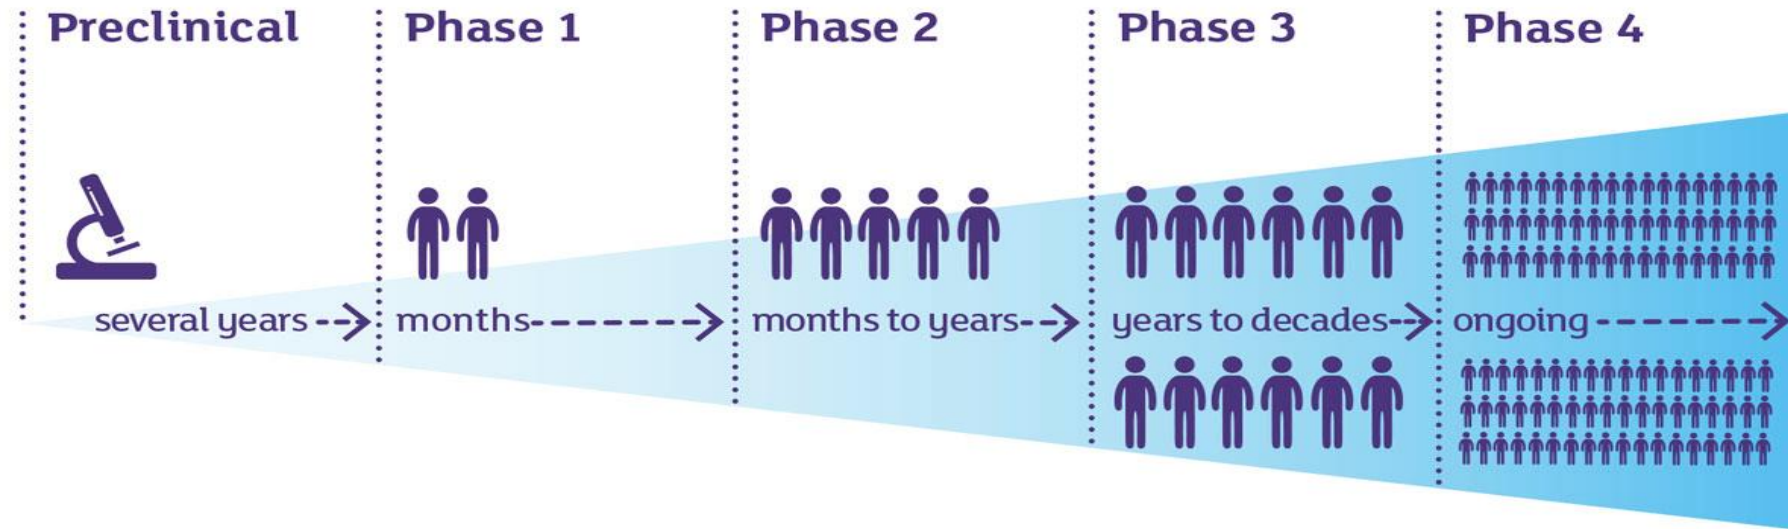 Preclinical
Phase 1
Phase 2
Phase 3
Phase 4
several years
months
months to years
years to decades
ongoing